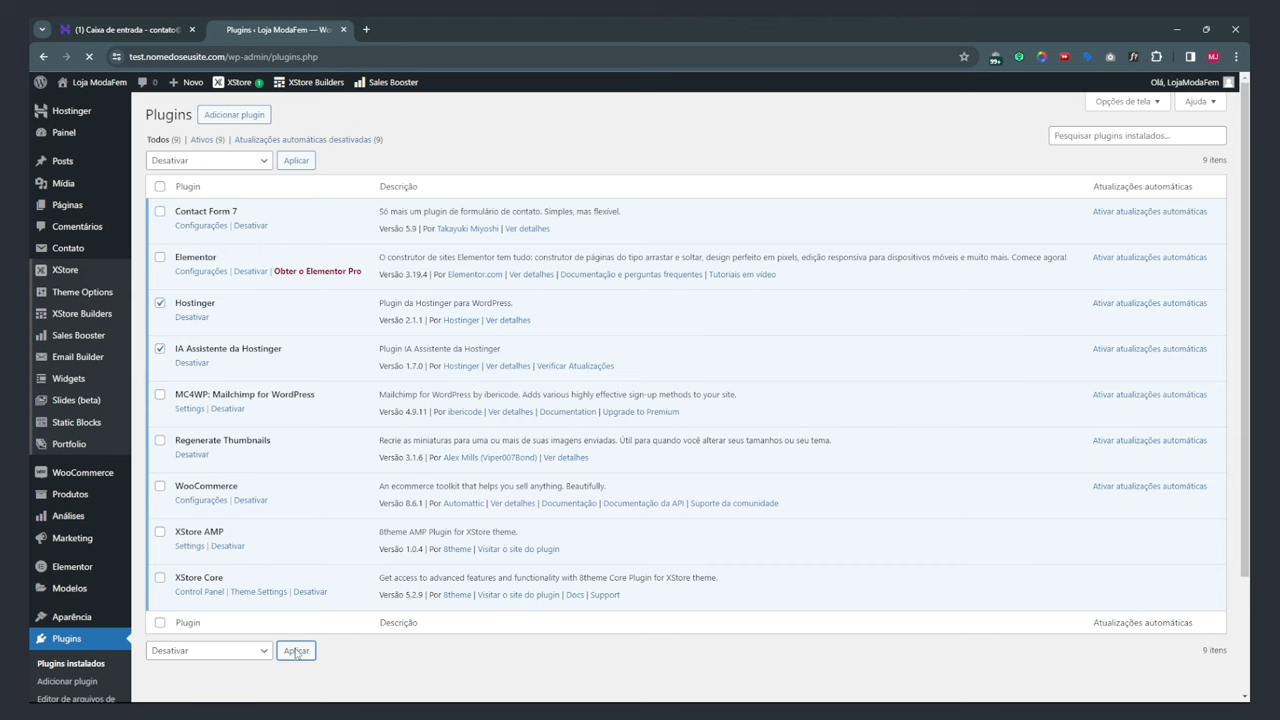 (1) Caixa de entrada - contato@
Plugins ‹ Loja ModaFem — Wo
test.nomedoseusite.com/wp-admin/plugins.php
99+
MJ
Loja ModaFem 0 Novo XStore 1 XStore Builders Sales Booster
Olá, LojaModaFem
Hostinger
Painel
Posts
Mídia
Páginas
Comentários
Contato
XStore
Theme Options
XStore Builders
Sales Booster
Email Builder
Widgets
Slides (beta)
Static Blocks
Portfolio
WooCommerce
Produtos
Análises
Marketing
Elementor
Modelos
Aparência
Plugins
Plugins instalados
Adicionar plugin
Editor de arquivos de
Opções de tela
Ajuda
Plugins
Adicionar plugin
Todos (9) | Ativos (9) | Atualizações automáticas desativadas (9)
Pesquisar plugins instalados...
Desativar
Aplicar
9 itens
Plugin Descrição Atualizações automáticas
Contact Form 7 Só mais um plugin de formulário de contato. Simples, mas flexível. Ativar atualizações automáticas
Configurações | Desativar Versão 5.9 | Por Takayuki Miyoshi | Ver detalhes
Elementor O construtor de sites Elementor tem tudo: construtor de páginas do tipo arrastar e soltar, design perfeito em pixels, edição responsiva para dispositivos móveis e muito mais. Comece agora! Ativar atualizações automáticas
Configurações | Desativar | Obter o Elementor Pro Versão 3.19.4 | Por Elementor.com | Ver detalhes | Documentação e perguntas frequentes | Tutoriais em vídeo
Hostinger Plugin da Hostinger para WordPress. Ativar atualizações automáticas
Desativar Versão 2.1.1 | Por Hostinger | Ver detalhes
IA Assistente da Hostinger Plugin IA Assistente da Hostinger Ativar atualizações automáticas
Desativar Versão 1.7.0 | Por Hostinger | Ver detalhes | Verificar Atualizações
MC4WP: Mailchimp for WordPress Mailchimp for WordPress by ibericode. Adds various highly effective sign-up methods to your site. Ativar atualizações automáticas
Settings | Desativar Versão 4.9.11 | Por ibericode | Ver detalhes | Documentation | Upgrade to Premium
Regenerate Thumbnails Recrie as miniaturas para uma ou mais de suas imagens enviadas. Útil para quando você alterar seus tamanhos ou seu tema. Ativar atualizações automáticas
Desativar Versão 3.1.6 | Por Alex Mills (Viper007Bond) | Ver detalhes
WooCommerce An ecommerce toolkit that helps you sell anything. Beautifully. Ativar atualizações automáticas
Configurações | Desativar Versão 8.6.1 | Por Automattic | Ver detalhes | Documentação | Documentação da API | Suporte da comunidade
XStore AMP 8theme AMP Plugin for XStore theme.
Settings | Desativar Versão 1.0.4 | Por 8theme | Visitar o site do plugin
XStore Core Get access to advanced features and functionality with 8theme Core Plugin for XStore theme.
Control Panel | Theme Settings | Desativar Versão 5.2.9 | Por 8theme | Visitar o site do plugin | Docs | Support
Plugin Descrição Atualizações automáticas
Desativar
Aplicar
9 itens